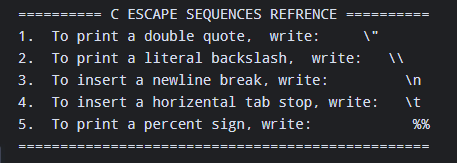 ========== C ESCAPE SEQUENCES REFRENCE ==========
1.  To print a double quote,  write:     \"
2.  To print a literal backslash,  write:   \\
3.  To insert a newline break, write:         \n
4.  To insert a horizental tab stop, write:   \t
5.  To print a percent sign, write:            %%
=================================================